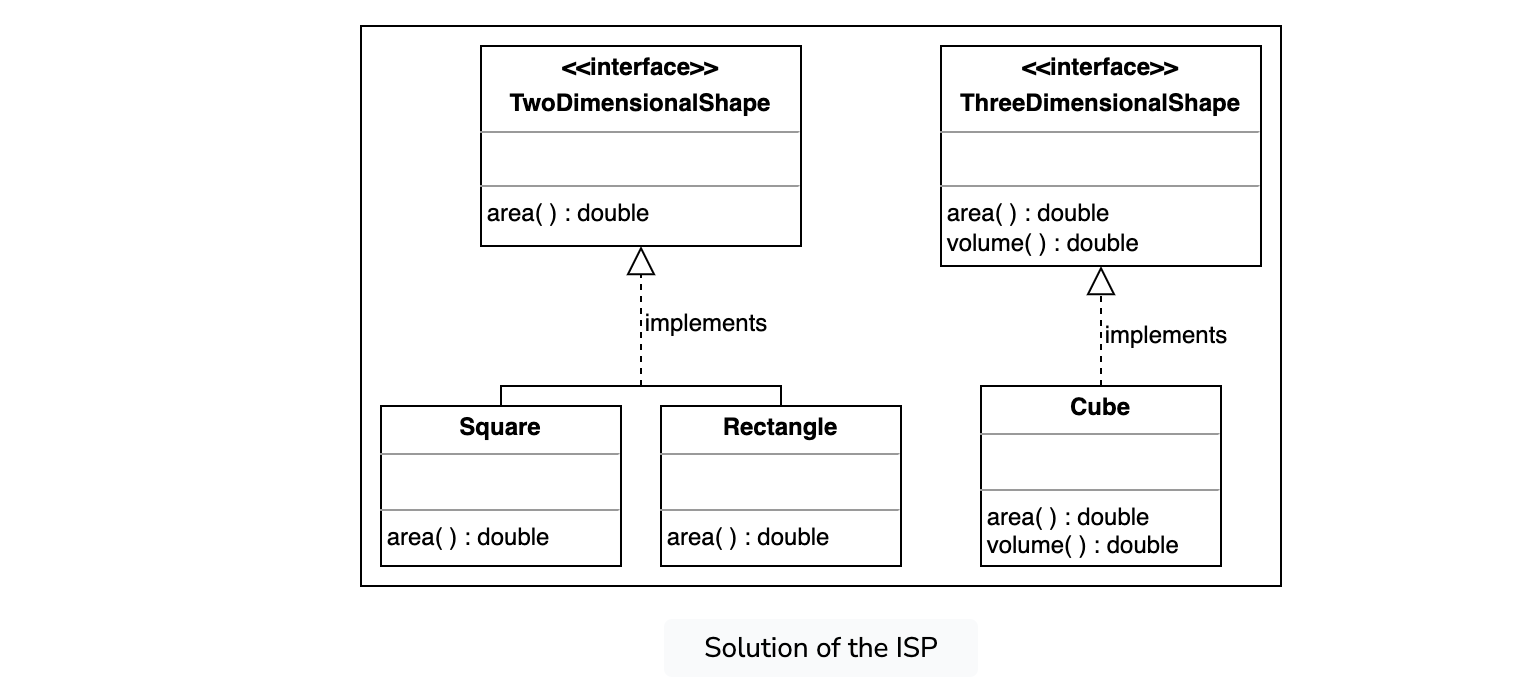 <<interface>>
TwoDimensionalShape
area( ) : double
<<interface>>
ThreeDimensionalShape
area( ) : double
volume( ) : double
implements
implements
Square
area( ) : double
Rectangle
area( ) : double
Cube
area( ) : double
volume( ) : double
Solution of the ISP